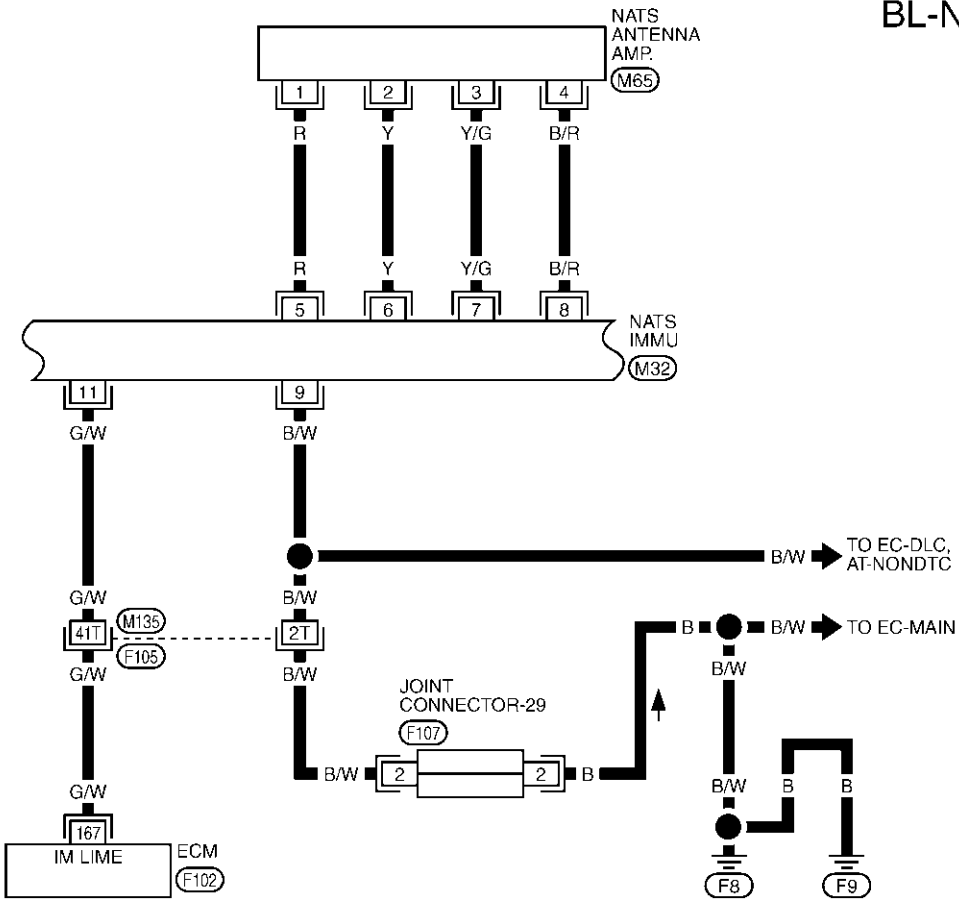 BL-N
NATS
ANTENNA
AMP.
M65
1 2 3 4
R Y Y/G B/R
R Y Y/G B/R
5 6 7 8
NATS
IMMU
M32
11 9
G/W B/W
B/W TO EC-DLC,
AT-NONDTC
G/W B/W
41T M135 2T
F105
G/W B/W
B B/W TO EC-MAIN
B/W
JOINT
CONNECTOR-29
F107
B/W 2 2 B
G/W B/W B B
167
IM LIME
ECM
F102
F8 F9